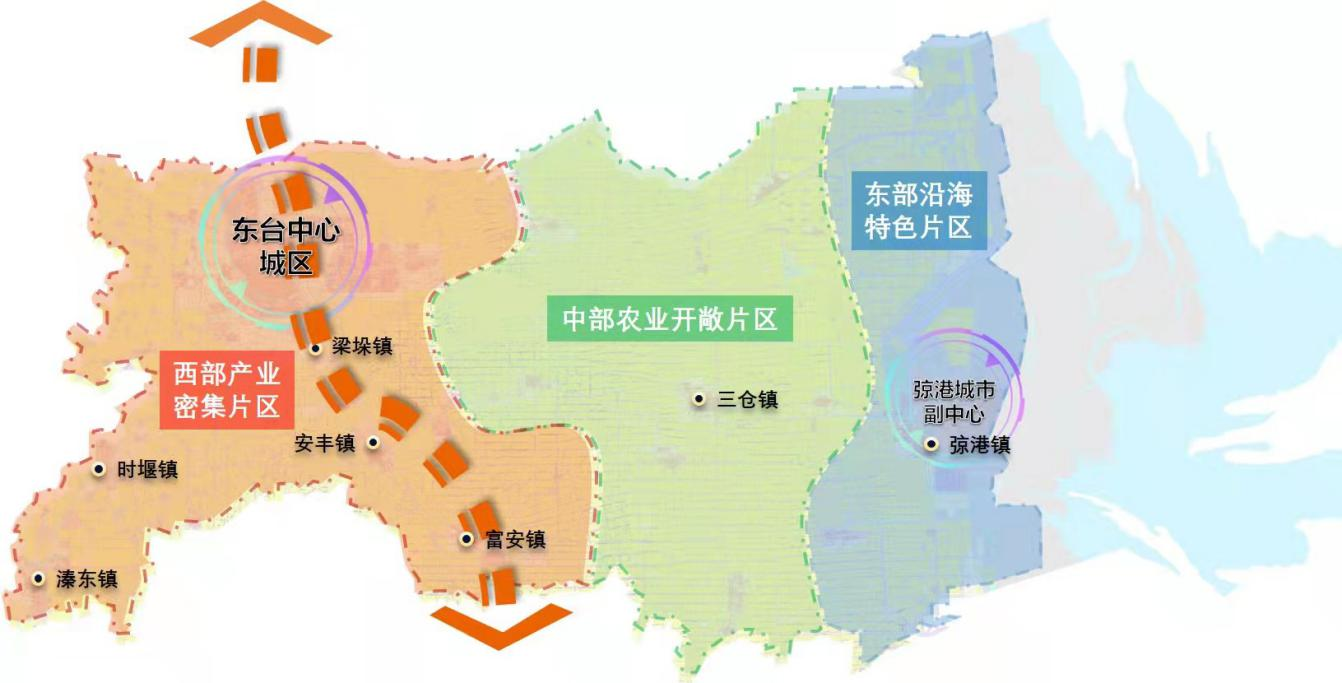 东部沿海
特色片区
东台中心
城区
中部农业开敞片区
梁垛镇
西部产业
密集片区
三仓镇
弶港城市
副中心
安丰镇
弶港镇
时堰镇
富安镇
溱东镇